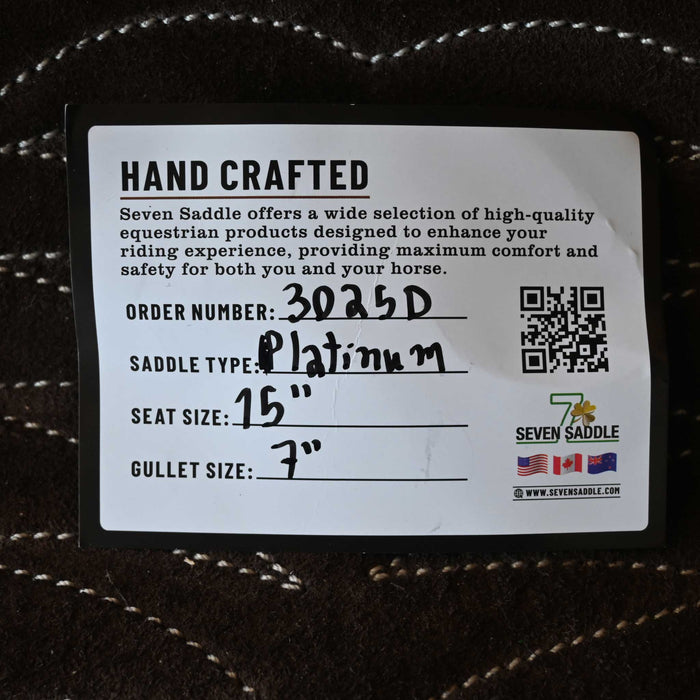 HAND CRAFTED
Seven Saddle offers a wide selection of high-quality
equestrian products designed to enhance your
riding experience, providing maximum comfort and
safety for both you and your horse.
ORDER NUMBER: 3025D
SADDLE TYPE: Platinum
SEAT SIZE: 15"
GULLET SIZE: 7"
7
SEVEN SADDLE
WWW.SEVENSADDLE.COM